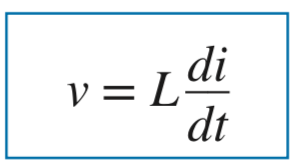 v = L di/dt